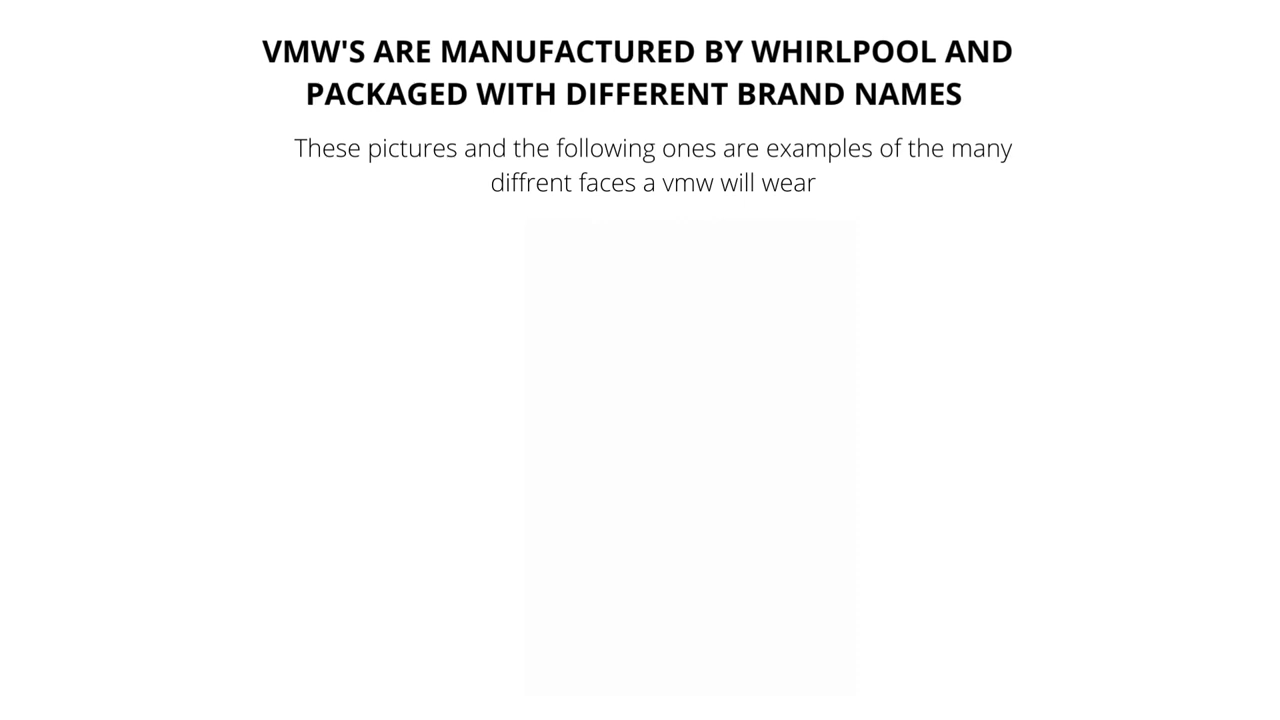 VMW'S ARE MANUFACTURED BY WHIRLPOOL AND
PACKAGED WITH DIFFERENT BRAND NAMES
These pictures and the following ones are examples of the many
diffrent faces a vmw will wear